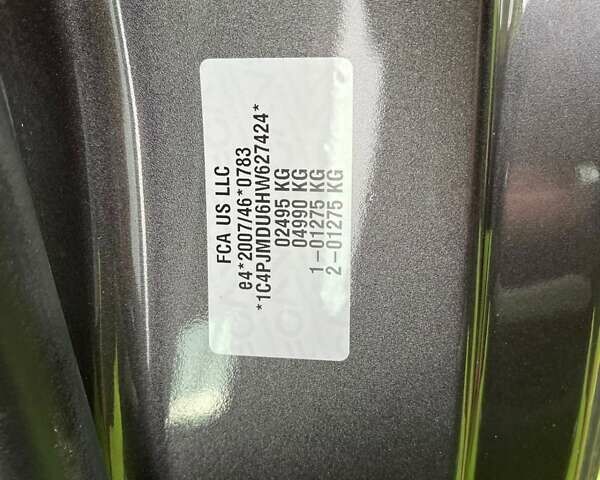 FCA US LLC
e4*2007/46*0783
*1C4PJMDU6HW627424*
02495 KG
04990 KG
1-01275 KG
2-01275 KG